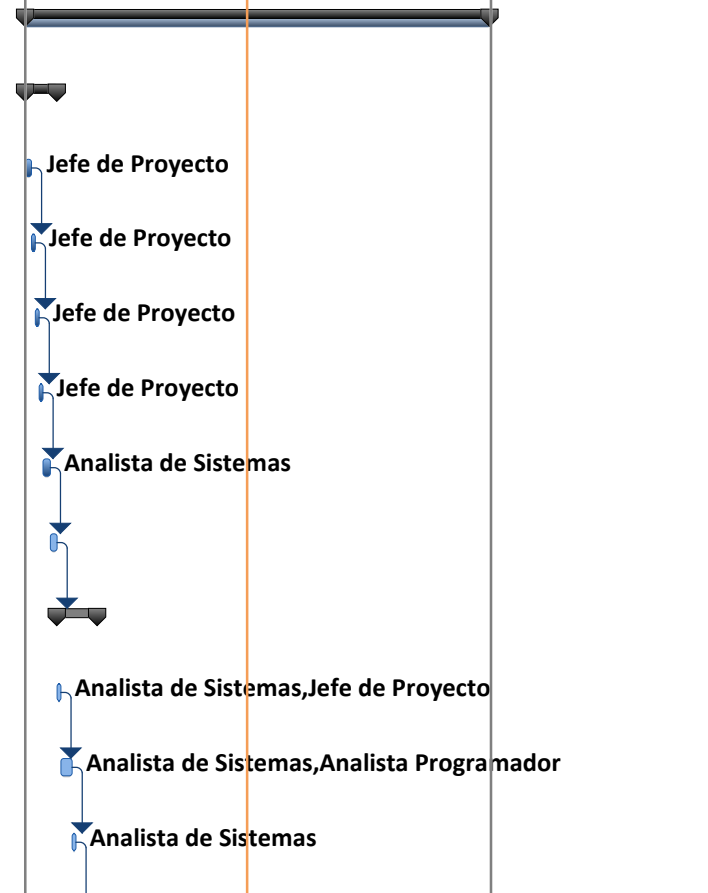 Jefe de Proyecto
Jefe de Proyecto
Jefe de Proyecto
Jefe de Proyecto
Analista de Sistemas
Analista de Sistemas,Jefe de Proyecto
Analista de Sistemas,Analista Programador
Analista de Sistemas